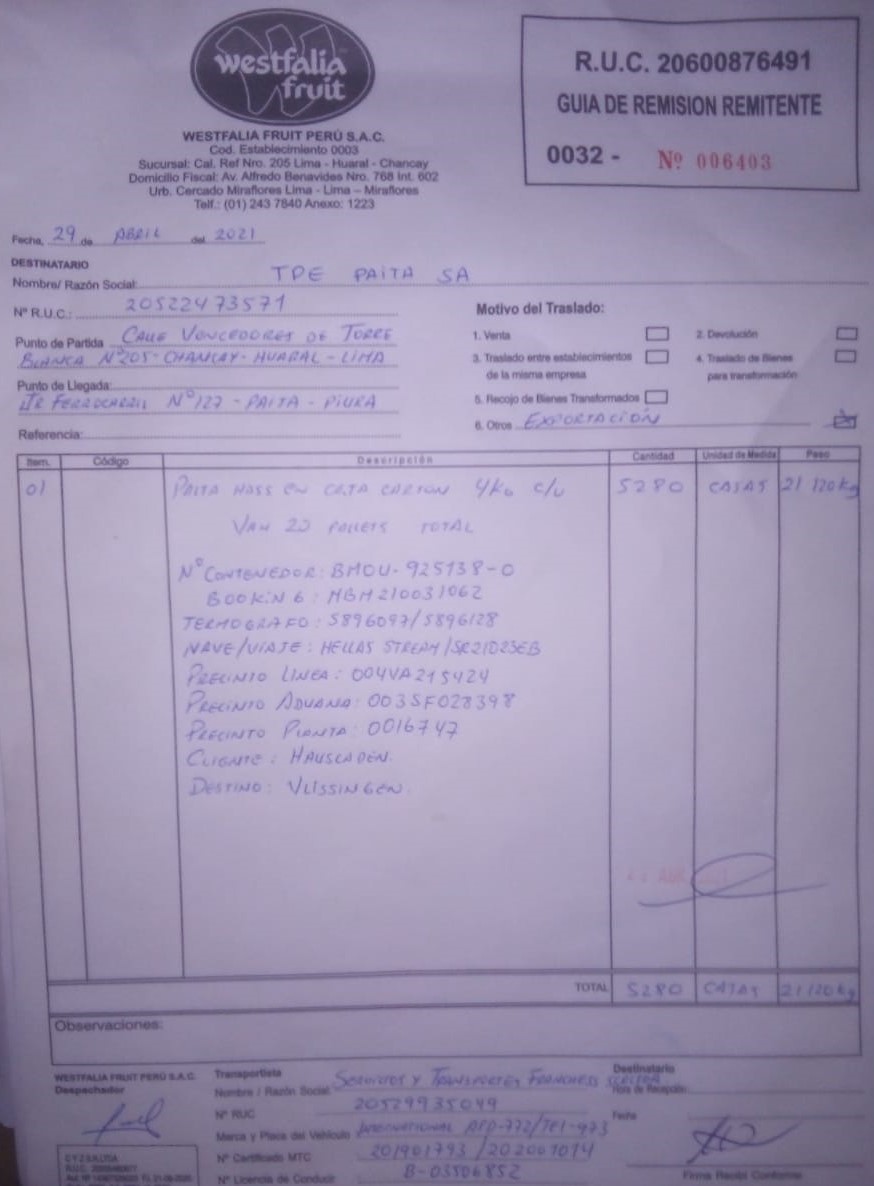 westfalia
fruit
WESTFALIA FRUIT PERÚ S.A.C.
Cod. Establecimiento 0003
Sucursal: Cal. Ref Nro. 205 Lima - Huaral - Chancay
Domicilio Fiscal: Av. Alfredo Benavides Nro. 768 Int. 602
Urb. Cercado Miraflores Lima - Lima – Miraflores
Telf.: (01) 243 7840 Anexo: 1223
R.U.C. 20600876491
GUIA DE REMISION REMITENTE
0032 - Nº 006403
Fecha, 29 de ABRIL del 2021
DESTINATARIO
Nombre/ Razón Social: TPE PAITA SA
Nº R.U.C.: 20522473571
Punto de Partida CALLE VENCEDORES DE TORRE
BLANCA Nº205-CHANCAY-HUARAL-LIMA
Punto de Llegada:
JR FERROCARRIL Nº127-PAITA-PIURA
Referencia:
Motivo del Traslado:
1. Venta
2. Devolución
3. Traslado entre establecimientos
de la misma empresa
4. Traslado de Bienes
para transformación
5. Recojo de Bienes Transformados
6. Otros EXPORTACIÓN
Item. Código Descripción Cantidad Unidad de Medida Peso
01 PALTA HASS EN CAJA CARTON 4KG C/U 5280 CAJAS 21120kg
VAN 20 PALLETS TOTAL
Nº CONTENEDOR: BMOU-925138-0
BOOKING: MBM210031062
TERMOGRAFO: 5896097/5896128
NAVE/VIAJE: HELLAS STREAM/SR21023EB
PRECINTO LINEA: 004VA215424
PRECINTO ADUANA: 003SF028398
PRECINTO PLANTA: 0016747
CLIENTE: HAUSCADEN
DESTINO: VLISSINGEN
TOTAL 5280 CAJAS 21120kg
Observaciones:
WESTFALIA FRUIT PERÚ S.A.C.
Despachador
Transportista
Nombre / Razón Social SERVICIOS Y TRANSPORTES
Nº RUC 20529935049
Marca y Placa del Vehículo INTERNATIONAL
Nº Certificado MTC 201901793 / 202001014
Nº Licencia de Conducir B-03506852
Destinatario
Hora de Recepción
Fecha
Firma Recibí Conforme